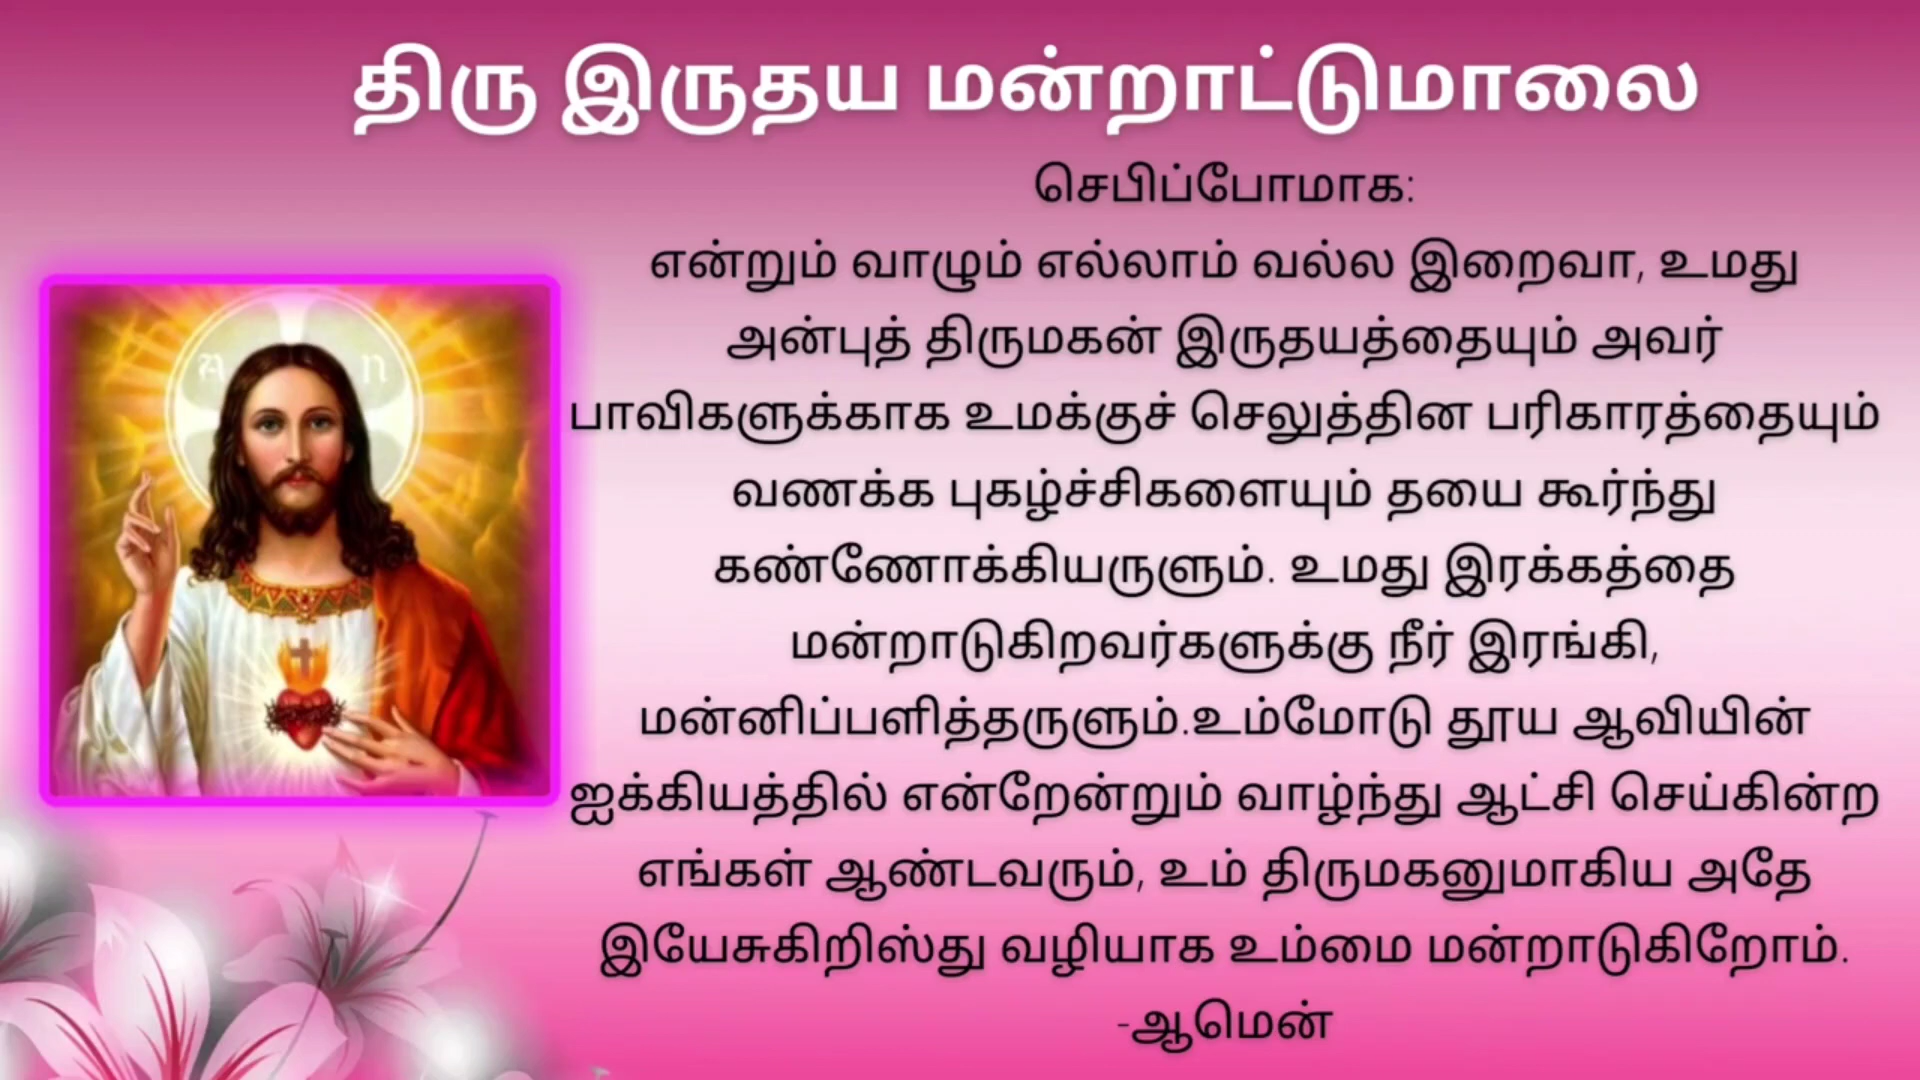 திரு இருதய மன்றாட்டுமாலை
செபிப்போமாக:
என்றும் வாழும் எல்லாம் வல்ல இறைவா, உமது
அன்புத் திருமகன் இருதயத்தையும் அவர்
பாவிகளுக்காக உமக்குச் செலுத்தின பரிகாரத்தையும்
வணக்க புகழ்ச்சிகளையும் தயை கூர்ந்து
கண்ணோக்கியருளும். உமது இரக்கத்தை
மன்றாடுகிறவர்களுக்கு நீர் இரங்கி,
மன்னிப்பளித்தருளும்.உம்மோடு தூய ஆவியின்
ஐக்கியத்தில் என்றேன்றும் வாழ்ந்து ஆட்சி செய்கின்ற
எங்கள் ஆண்டவரும், உம் திருமகனுமாகிய அதே
இயேசுகிறிஸ்து வழியாக உம்மை மன்றாடுகிறோம்.
-ஆமென்